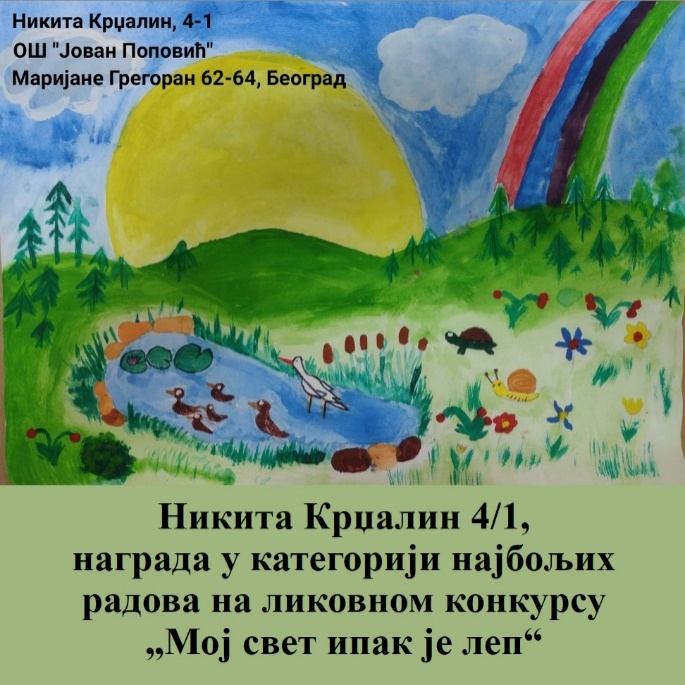 Никита Крџалин, 4-1
ОШ "Јован Поповић"
Маријане Грегоран 62-64, Београд
Никита Крџалин 4/1,
награда у категорији најбољих
радова на ликовном конкурсу
„Мој свет ипак је леп“